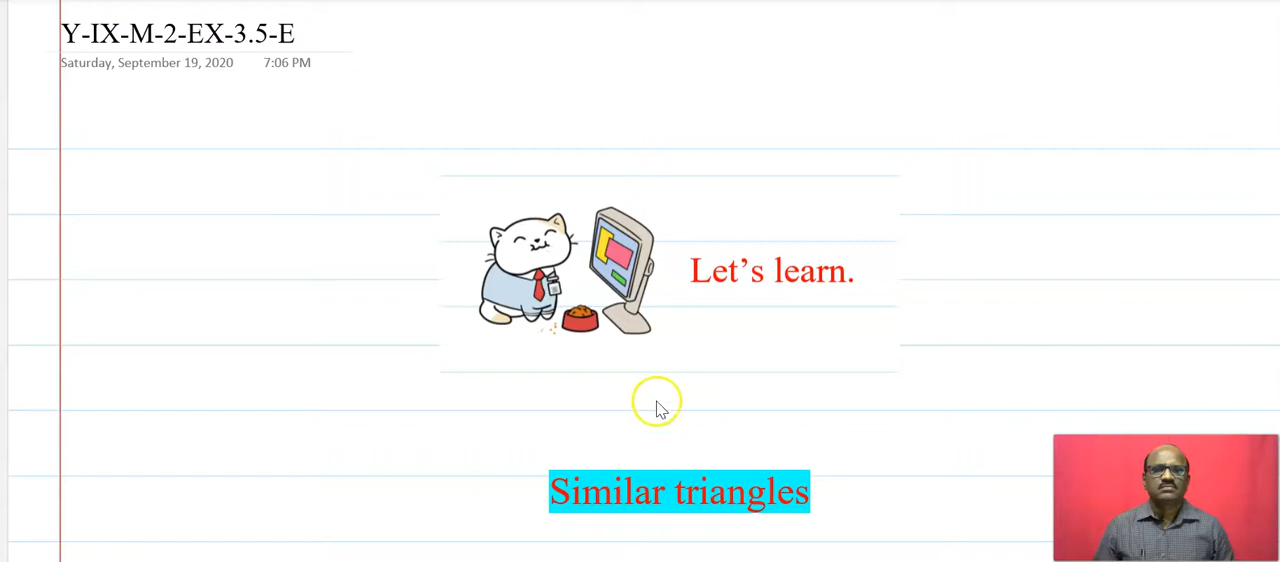 Y-IX-M-2-EX-3.5-E
Saturday, September 19, 2020 7:06 PM
Let’s learn.
Similar triangles